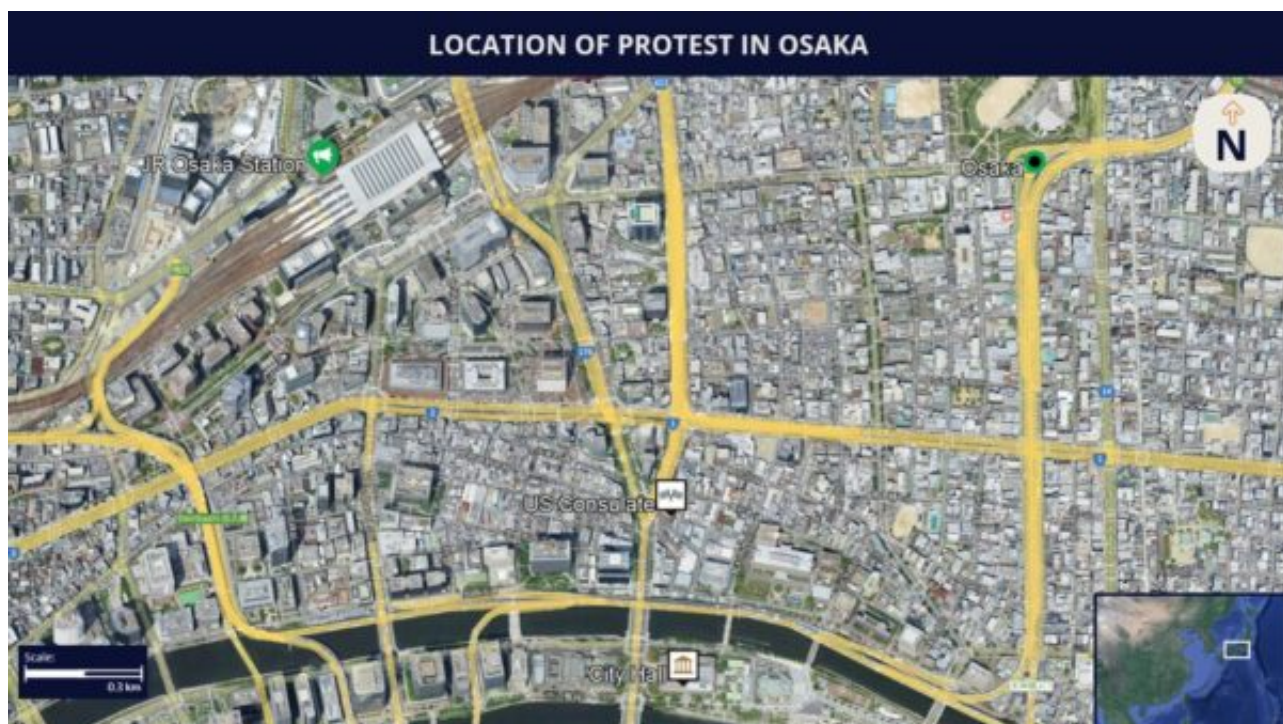 LOCATION OF PROTEST IN OSAKA
JR Osaka Station
Osaka
N
US Consulate
City Hall
Scale:
0.3 km